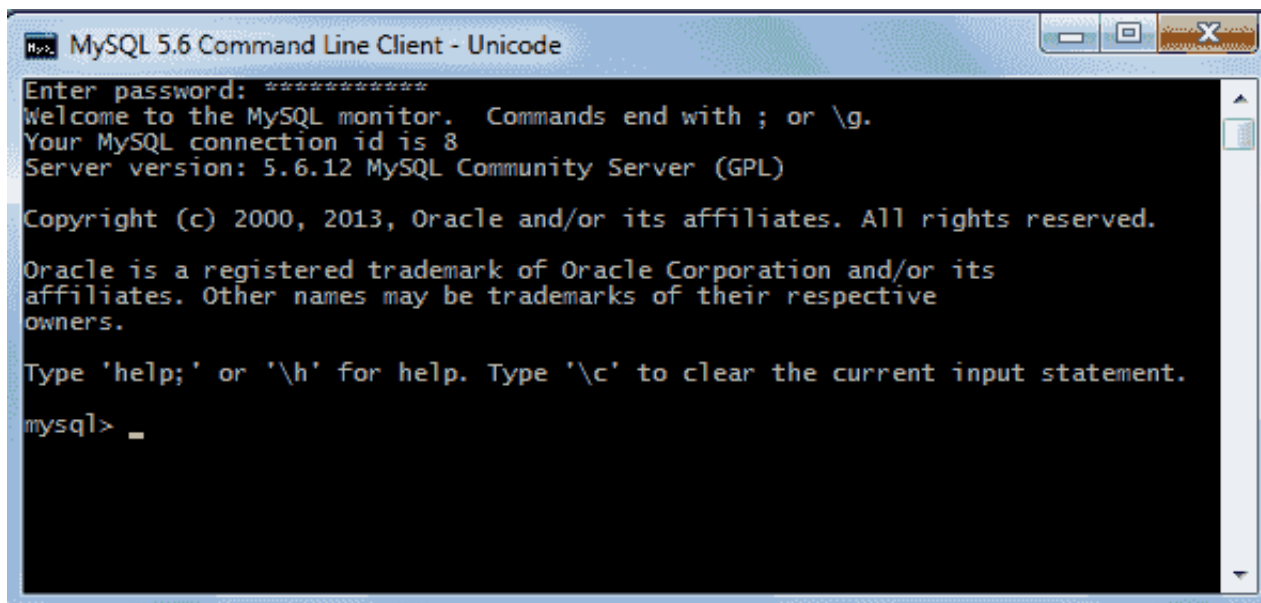 MySQL 5.6 Command Line Client - Unicode
Enter password: ***********
Welcome to the MySQL monitor.  Commands end with ; or \g.
Your MySQL connection id is 8
Server version: 5.6.12 MySQL Community Server (GPL)
Copyright (c) 2000, 2013, Oracle and/or its affiliates. All rights reserved.
Oracle is a registered trademark of Oracle Corporation and/or its
affiliates. Other names may be trademarks of their respective
owners.
Type 'help;' or '\h' for help. Type '\c' to clear the current input statement.
mysql> _